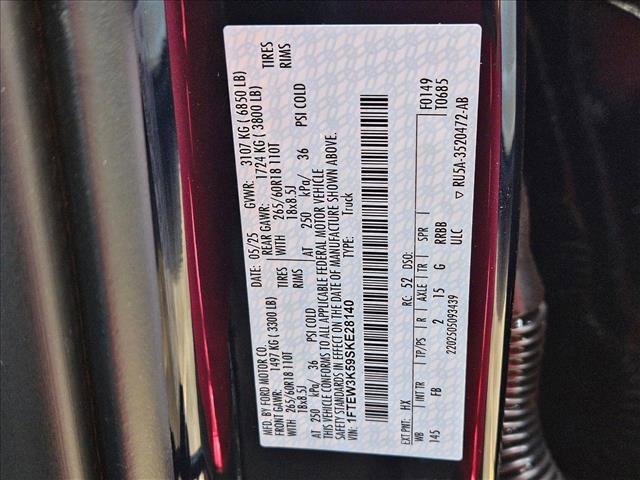 MFD. BY FORD MOTOR CO. DATE: 05/25 GVWR: 3107 KG ( 6850 LB)
FRONT GAWR: 1497 KG ( 3300 LB) REAR GAWR: 1724 KG ( 3800 LB)
WITH 265/60R18 110T TIRES WITH 265/60R18 110T TIRES
18x8.5J RIMS 18x8.5J RIMS
AT 250 kPa/ 36 PSI COLD AT 250 kPa/ 36 PSI COLD
THIS VEHICLE CONFORMS TO ALL APPLICABLE FEDERAL MOTOR VEHICLE
SAFETY STANDARDS IN EFFECT ON THE DATE OF MANUFACTURE SHOWN ABOVE.
VIN: 1FTEW3K59SKE28140 TYPE: Truck
F0149
T0685
EXT PNT: HX RC: 52 DSO:
WB INT TR TP/PS R AXLE TR SPR
145 FB 2 15 G RRBB
ULC
2202505093439
▽ RU5A-3520472-AB